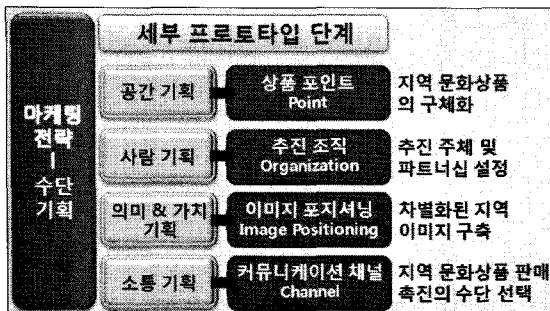 세부 프로토타입 단계
마케팅
전략
|
수단
기획
공간 기획
상품 포인트
Point
지역 문화상품
의 구체화
사람 기획
추진 조직
Organization
추진 주체 및
파트너십 설정
의미 & 가치
기획
이미지 포지셔닝
Image Positioning
차별화된 지역
이미지 구축
소통 기획
커뮤니케이션 채널
Channel
지역 문화상품 판매
촉진의 수단 선택